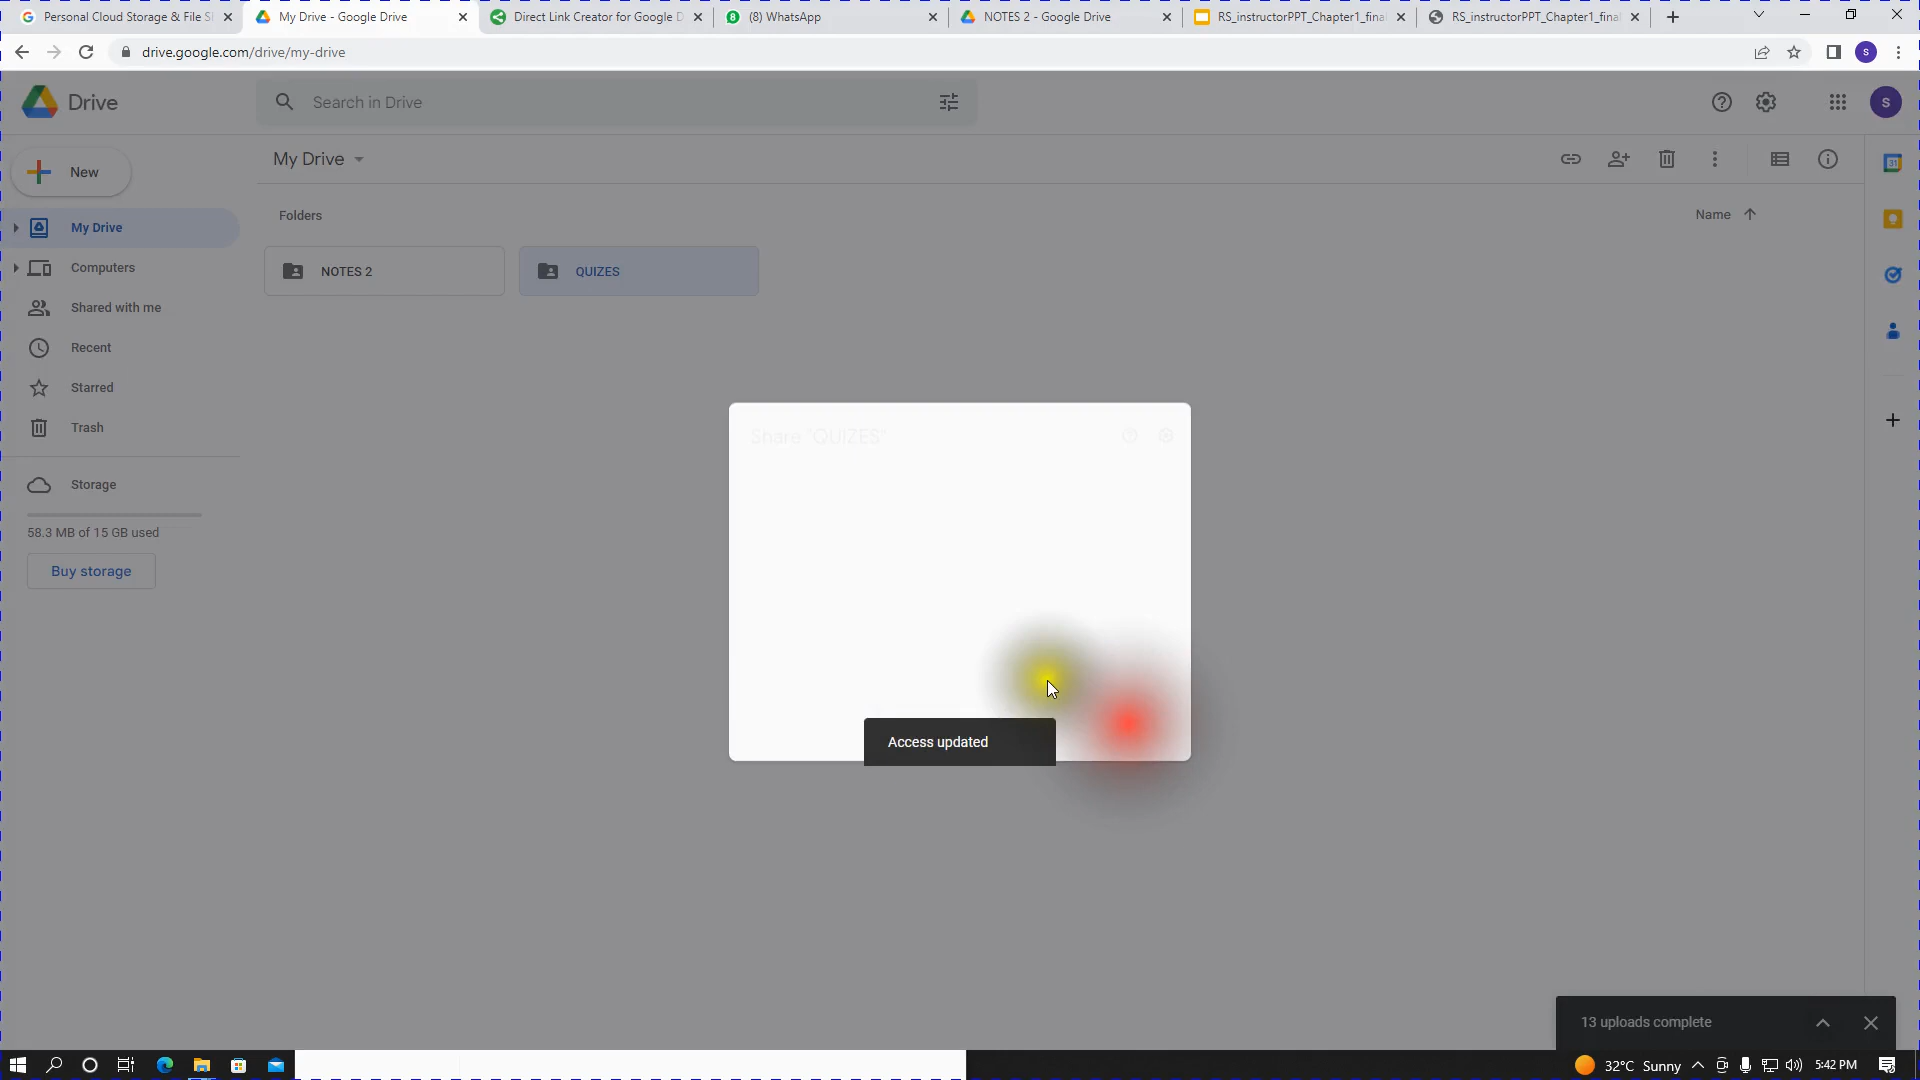 Personal Cloud Storage & File S
My Drive - Google Drive
Direct Link Creator for Google D
(8) WhatsApp
NOTES 2 - Google Drive
RS_instructorPPT_Chapter1_fina
RS_instructorPPT_Chapter1_fina
drive.google.com/drive/my-drive
S
Drive
Search in Drive
S
New
My Drive
31
Folders
Name
My Drive
Computers
Shared with me
Recent
Starred
Trash
NOTES 2
QUIZES
Storage
58.3 MB of 15 GB used
Buy storage
Share "QUIZES"
Access updated
13 uploads complete
32°C Sunny
5:42 PM